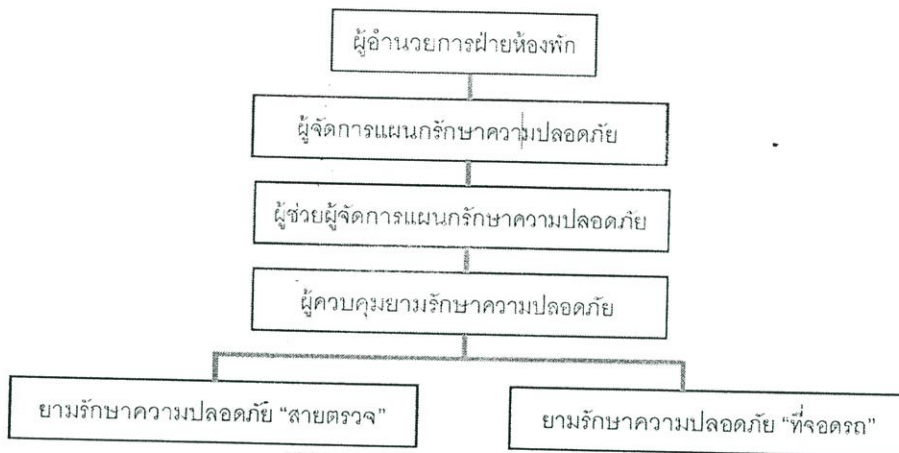 ผู้อำนวยการฝ่ายห้องพัก
ผู้จัดการแผนกรักษาความปลอดภัย
ผู้ช่วยผู้จัดการแผนกรักษาความปลอดภัย
ผู้ควบคุมยามรักษาความปลอดภัย
ยามรักษาความปลอดภัย “สายตรวจ”
ยามรักษาความปลอดภัย “ที่จอดรถ”